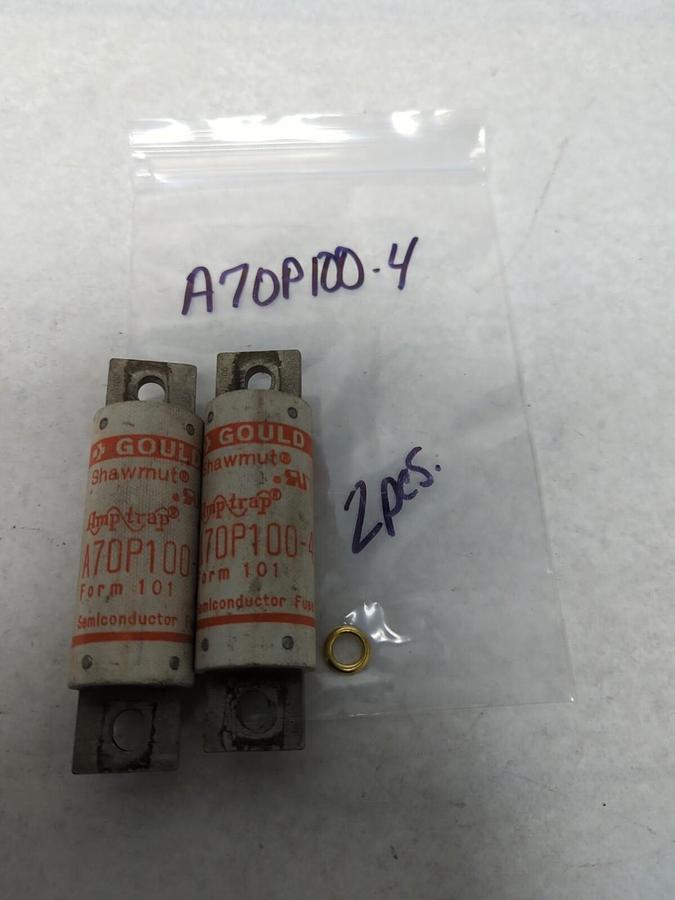 A70P100-4
2pcs.
GOULD
Shawmut®
Amp-trap®
A70P100-
Form 101
Semiconductor Fu
GOULD
Shawmut®
Amp-trap®
A70P100-4
Form 101
Semiconductor Fuse